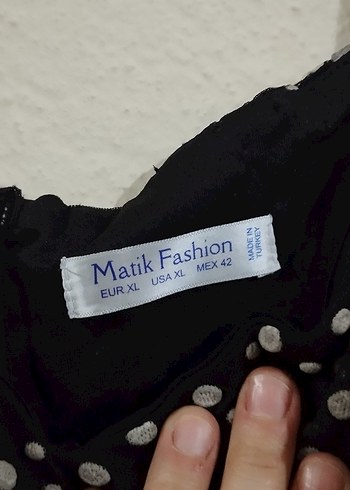 Matik Fashion
EUR XL USA XL MEX 42
MADE IN
TURKEY